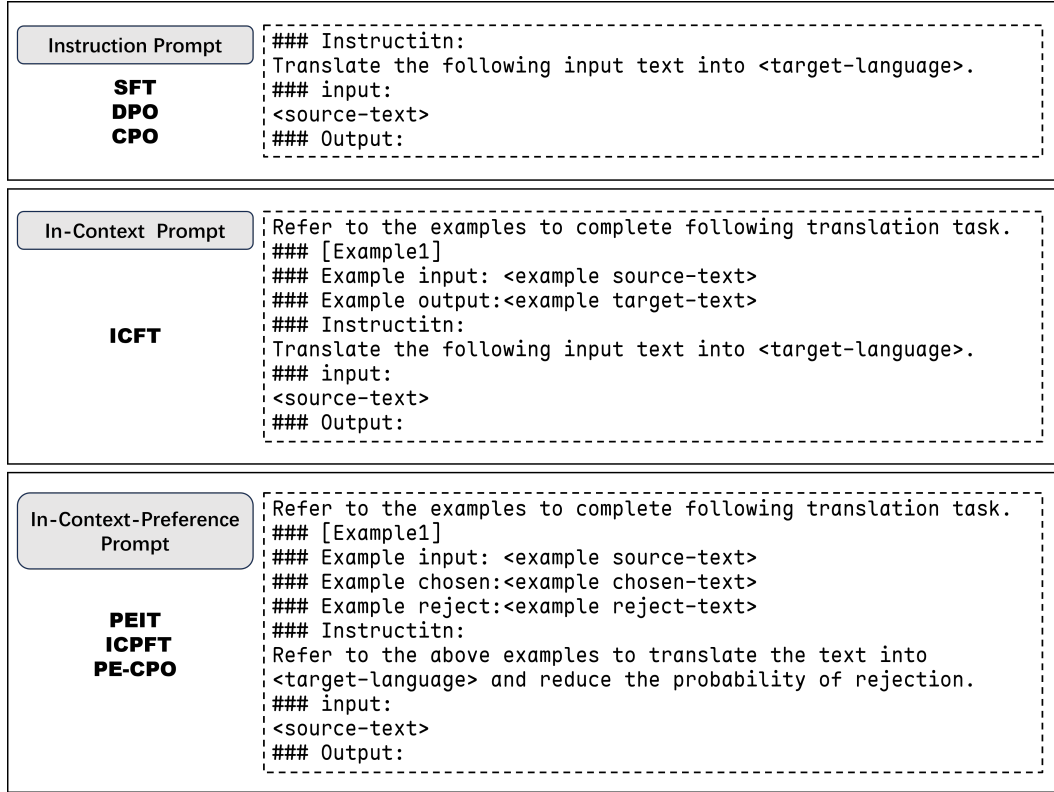 Instruction Prompt
SFT
DPO
CPO
### Instructitn:
Translate the following input text into <target-language>.
### input:
<source-text>
### Output:
In-Context Prompt
ICFT
Refer to the examples to complete following translation task.
### [Example1]
### Example input: <example source-text>
### Example output:<example target-text>
### Instructitn:
Translate the following input text into <target-language>.
### input:
<source-text>
### Output:
In-Context-Preference
Prompt
PEIT
ICPFT
PE-CPO
Refer to the examples to complete following translation task.
### [Example1]
### Example input: <example source-text>
### Example chosen:<example chosen-text>
### Example reject:<example reject-text>
### Instructitn:
Refer to the above examples to translate the text into
<target-language> and reduce the probability of rejection.
### input:
<source-text>
### Output: